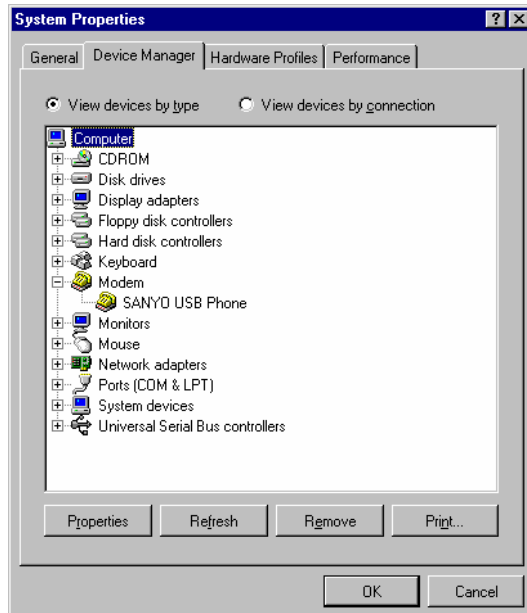 System Properties
General Device Manager Hardware Profiles Performance
View devices by type View devices by connection
Computer
CDROM
Disk drives
Display adapters
Floppy disk controllers
Hard disk controllers
Keyboard
Modem
SANYO USB Phone
Monitors
Mouse
Network adapters
Ports (COM & LPT)
System devices
Universal Serial Bus controllers
Properties Refresh Remove Print...
OK Cancel